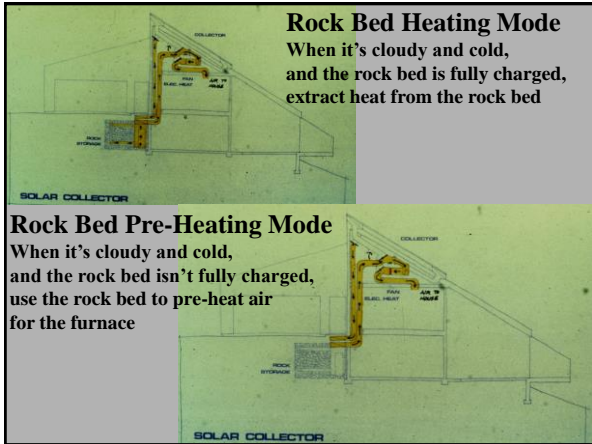 Rock Bed Heating Mode
When it's cloudy and cold,
and the rock bed is fully charged,
extract heat from the rock bed
COLLECTOR
FAN
ELEC. HEAT
AIR TO
HOUSE
ROCK
STORAGE
SOLAR COLLECTOR
Rock Bed Pre-Heating Mode
When it's cloudy and cold,
and the rock bed isn't fully charged,
use the rock bed to pre-heat air
for the furnace
COLLECTOR
FAN
ELEC. HEAT
AIR TO
HOUSE
ROCK
STORAGE
SOLAR COLLECTOR